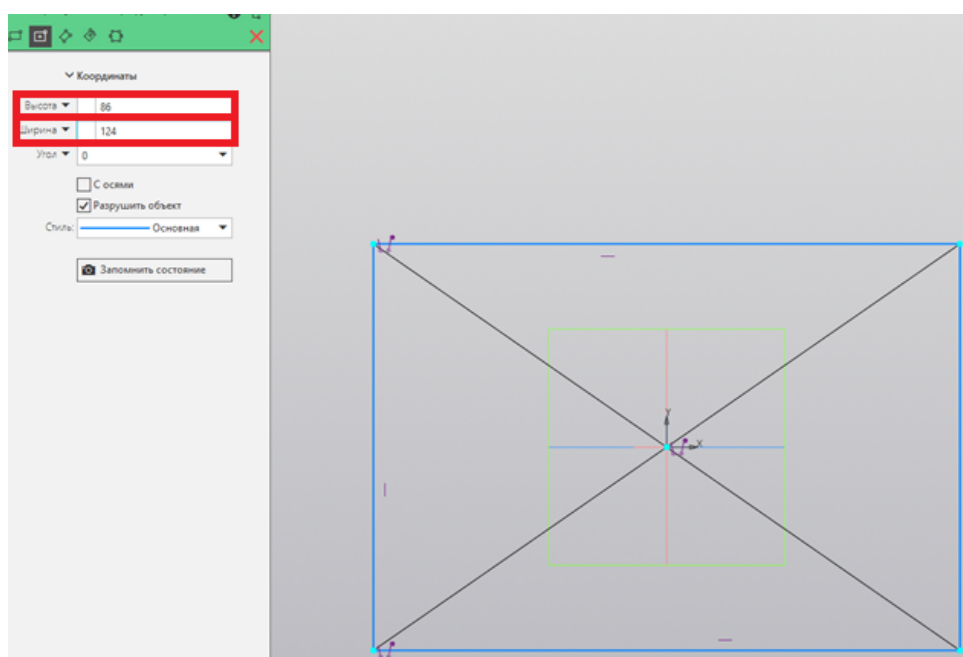 Координаты
Высота 86
Ширина 124
Угол 0
С осями
Разрушить объект
Стиль: Основная
Запомнить состояние
Y
X